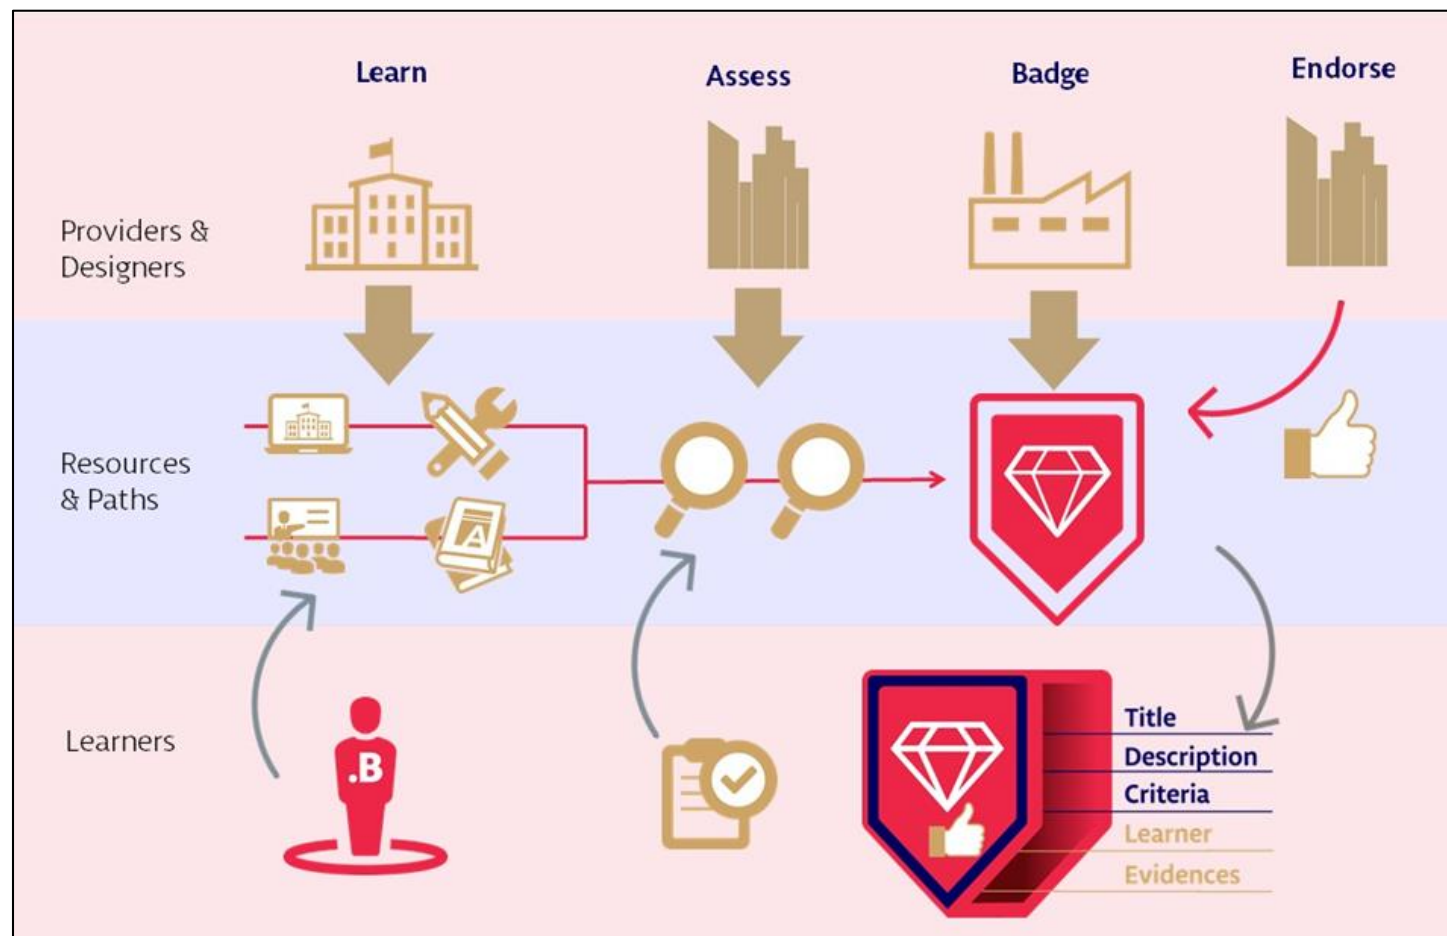 Learn
Assess
Badge
Endorse
Providers &
Designers
Resources
& Paths
A
Learners
.B
Title
Description
Criteria
Learner
Evidences